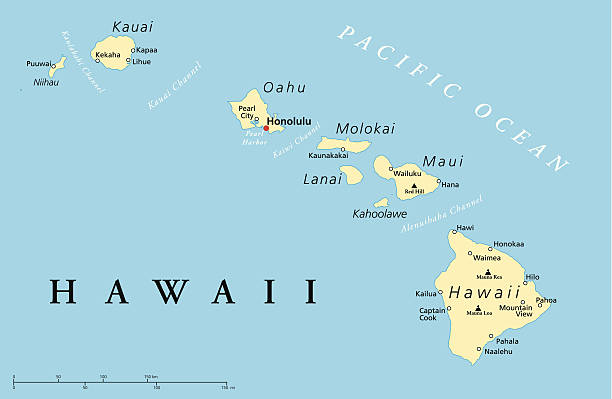 Kauai
Kapaa
Kekaha
Lihue
Puuwai
Niihau
Kaulakahi Channel
Kauai Channel
PACIFIC OCEAN
Oahu
Pearl
City
Honolulu
Pearl
Harbor
Kaiwi Channel
Molokai
Kaunakakai
Lanai
Maui
Wailuku
Red Hill
Hana
Kahoolawe
Alenuihaha Channel
Hawi
Honokaa
Waimea
Mauna Kea
Hilo
Kailua
Hawaii
Pahoa
Mountain
View
Captain
Cook
Mauna Loa
Pahala
Naalehu
HAWAII
0 50 100 150 km
0 50 100 150 mi